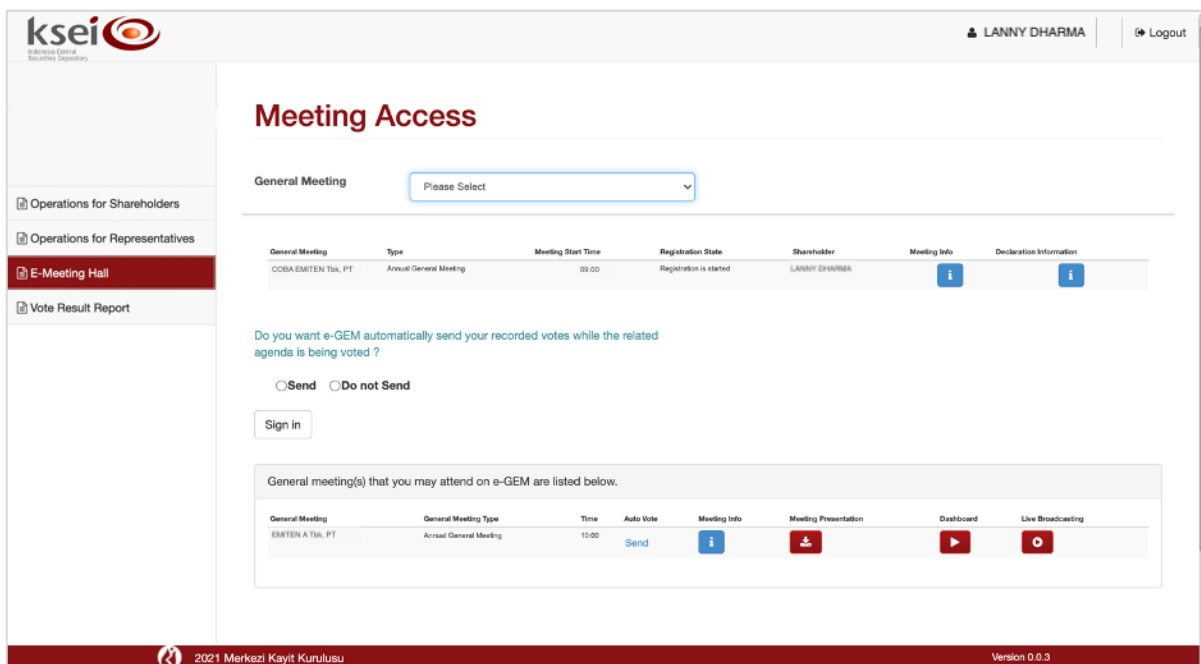 ksei
Indonesia Central
Securities Depository
LANNY DHARMA
Logout
Operations for Shareholders
Operations for Representatives
E-Meeting Hall
Vote Result Report
Meeting Access
General Meeting
Please Select
General Meeting Type Meeting Start Time Registration State Shareholder Meeting Info Declaration Information
COBA EMITEN Tbk, PT Annual General Meeting 09.00 Registration is started LANNY DHARMA
Do you want e-GEM automatically send your recorded votes while the related
agenda is being voted ?
Send Do not Send
Sign in
General meeting(s) that you may attend on e-GEM are listed below.
General Meeting General Meeting Type Time Auto Vote Meeting Info Meeting Presentation Dashboard Live Broadcasting
EMITEN A Tbk, PT Annual General Meeting 10:00 Send
2021 Merkezi Kayit Kurulusu
Version 0.0.3